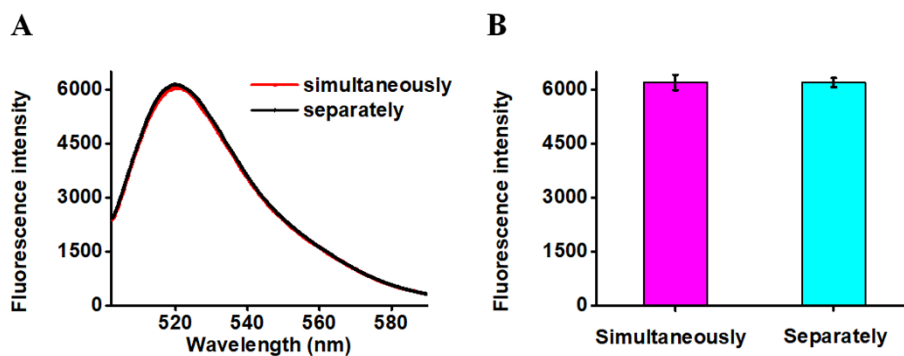 A
Fluorescence intensity
6000
4500
3000
1500
0
simultaneously
separately
520 540 560 580
Wavelength (nm)
B
Fluorescence intensity
6000
4500
3000
1500
0
Simultaneously Separately